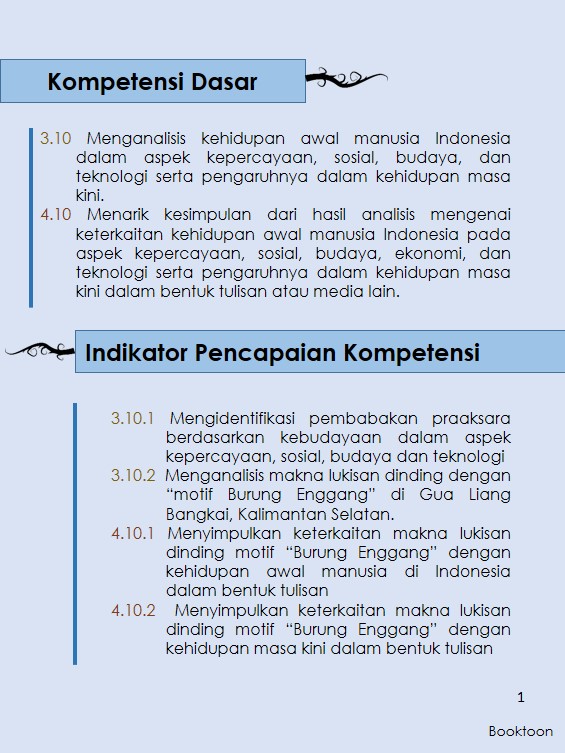 Kompetensi Dasar
3.10 Menganalisis kehidupan awal manusia Indonesia
dalam aspek kepercayaan, sosial, budaya, dan
teknologi serta pengaruhnya dalam kehidupan masa
kini.
4.10 Menarik kesimpulan dari hasil analisis mengenai
keterkaitan kehidupan awal manusia Indonesia pada
aspek kepercayaan, sosial, budaya, ekonomi, dan
teknologi serta pengaruhnya dalam kehidupan masa
kini dalam bentuk tulisan atau media lain.
Indikator Pencapaian Kompetensi
3.10.1 Mengidentifikasi pembabakan praaksara
berdasarkan kebudayaan dalam aspek
kepercayaan, sosial, budaya dan teknologi
3.10.2 Menganalisis makna lukisan dinding dengan
“motif Burung Enggang” di Gua Liang
Bangkai, Kalimantan Selatan.
4.10.1 Menyimpulkan keterkaitan makna lukisan
dinding motif “Burung Enggang” dengan
kehidupan awal manusia di Indonesia
dalam bentuk tulisan
4.10.2 Menyimpulkan keterkaitan makna lukisan
dinding motif “Burung Enggang” dengan
kehidupan masa kini dalam bentuk tulisan
1
Booktoon